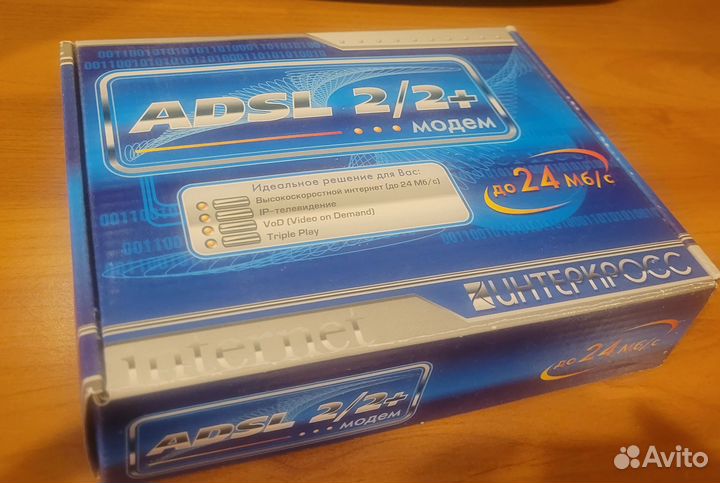 ADSL 2/2+
модем
Идеальное решение для Вас:
Высокоскоростной интернет (до 24 Мб/с)
IP-телевидение
VoD (Video on Demand)
Triple Play
до 24 Мб/с
ИНТЕРКРОСС
internet
до 24 Мб/с
ADSL 2/2+
модем
Avito